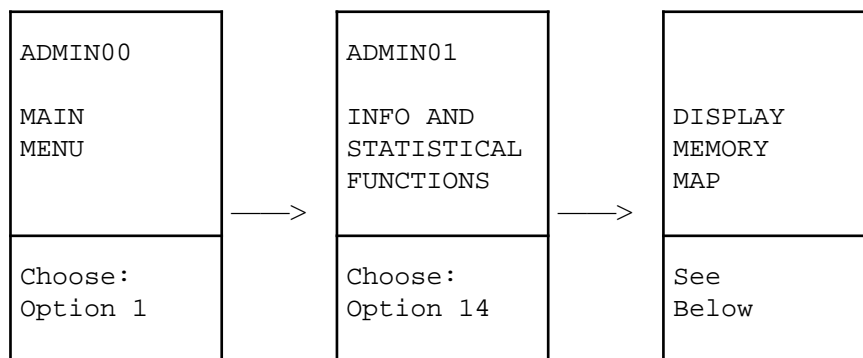 ADMIN00
MAIN
MENU
Choose:
Option 1
ADMIN01
INFO AND
STATISTICAL
FUNCTIONS
Choose:
Option 14
DISPLAY
MEMORY
MAP
See
Below